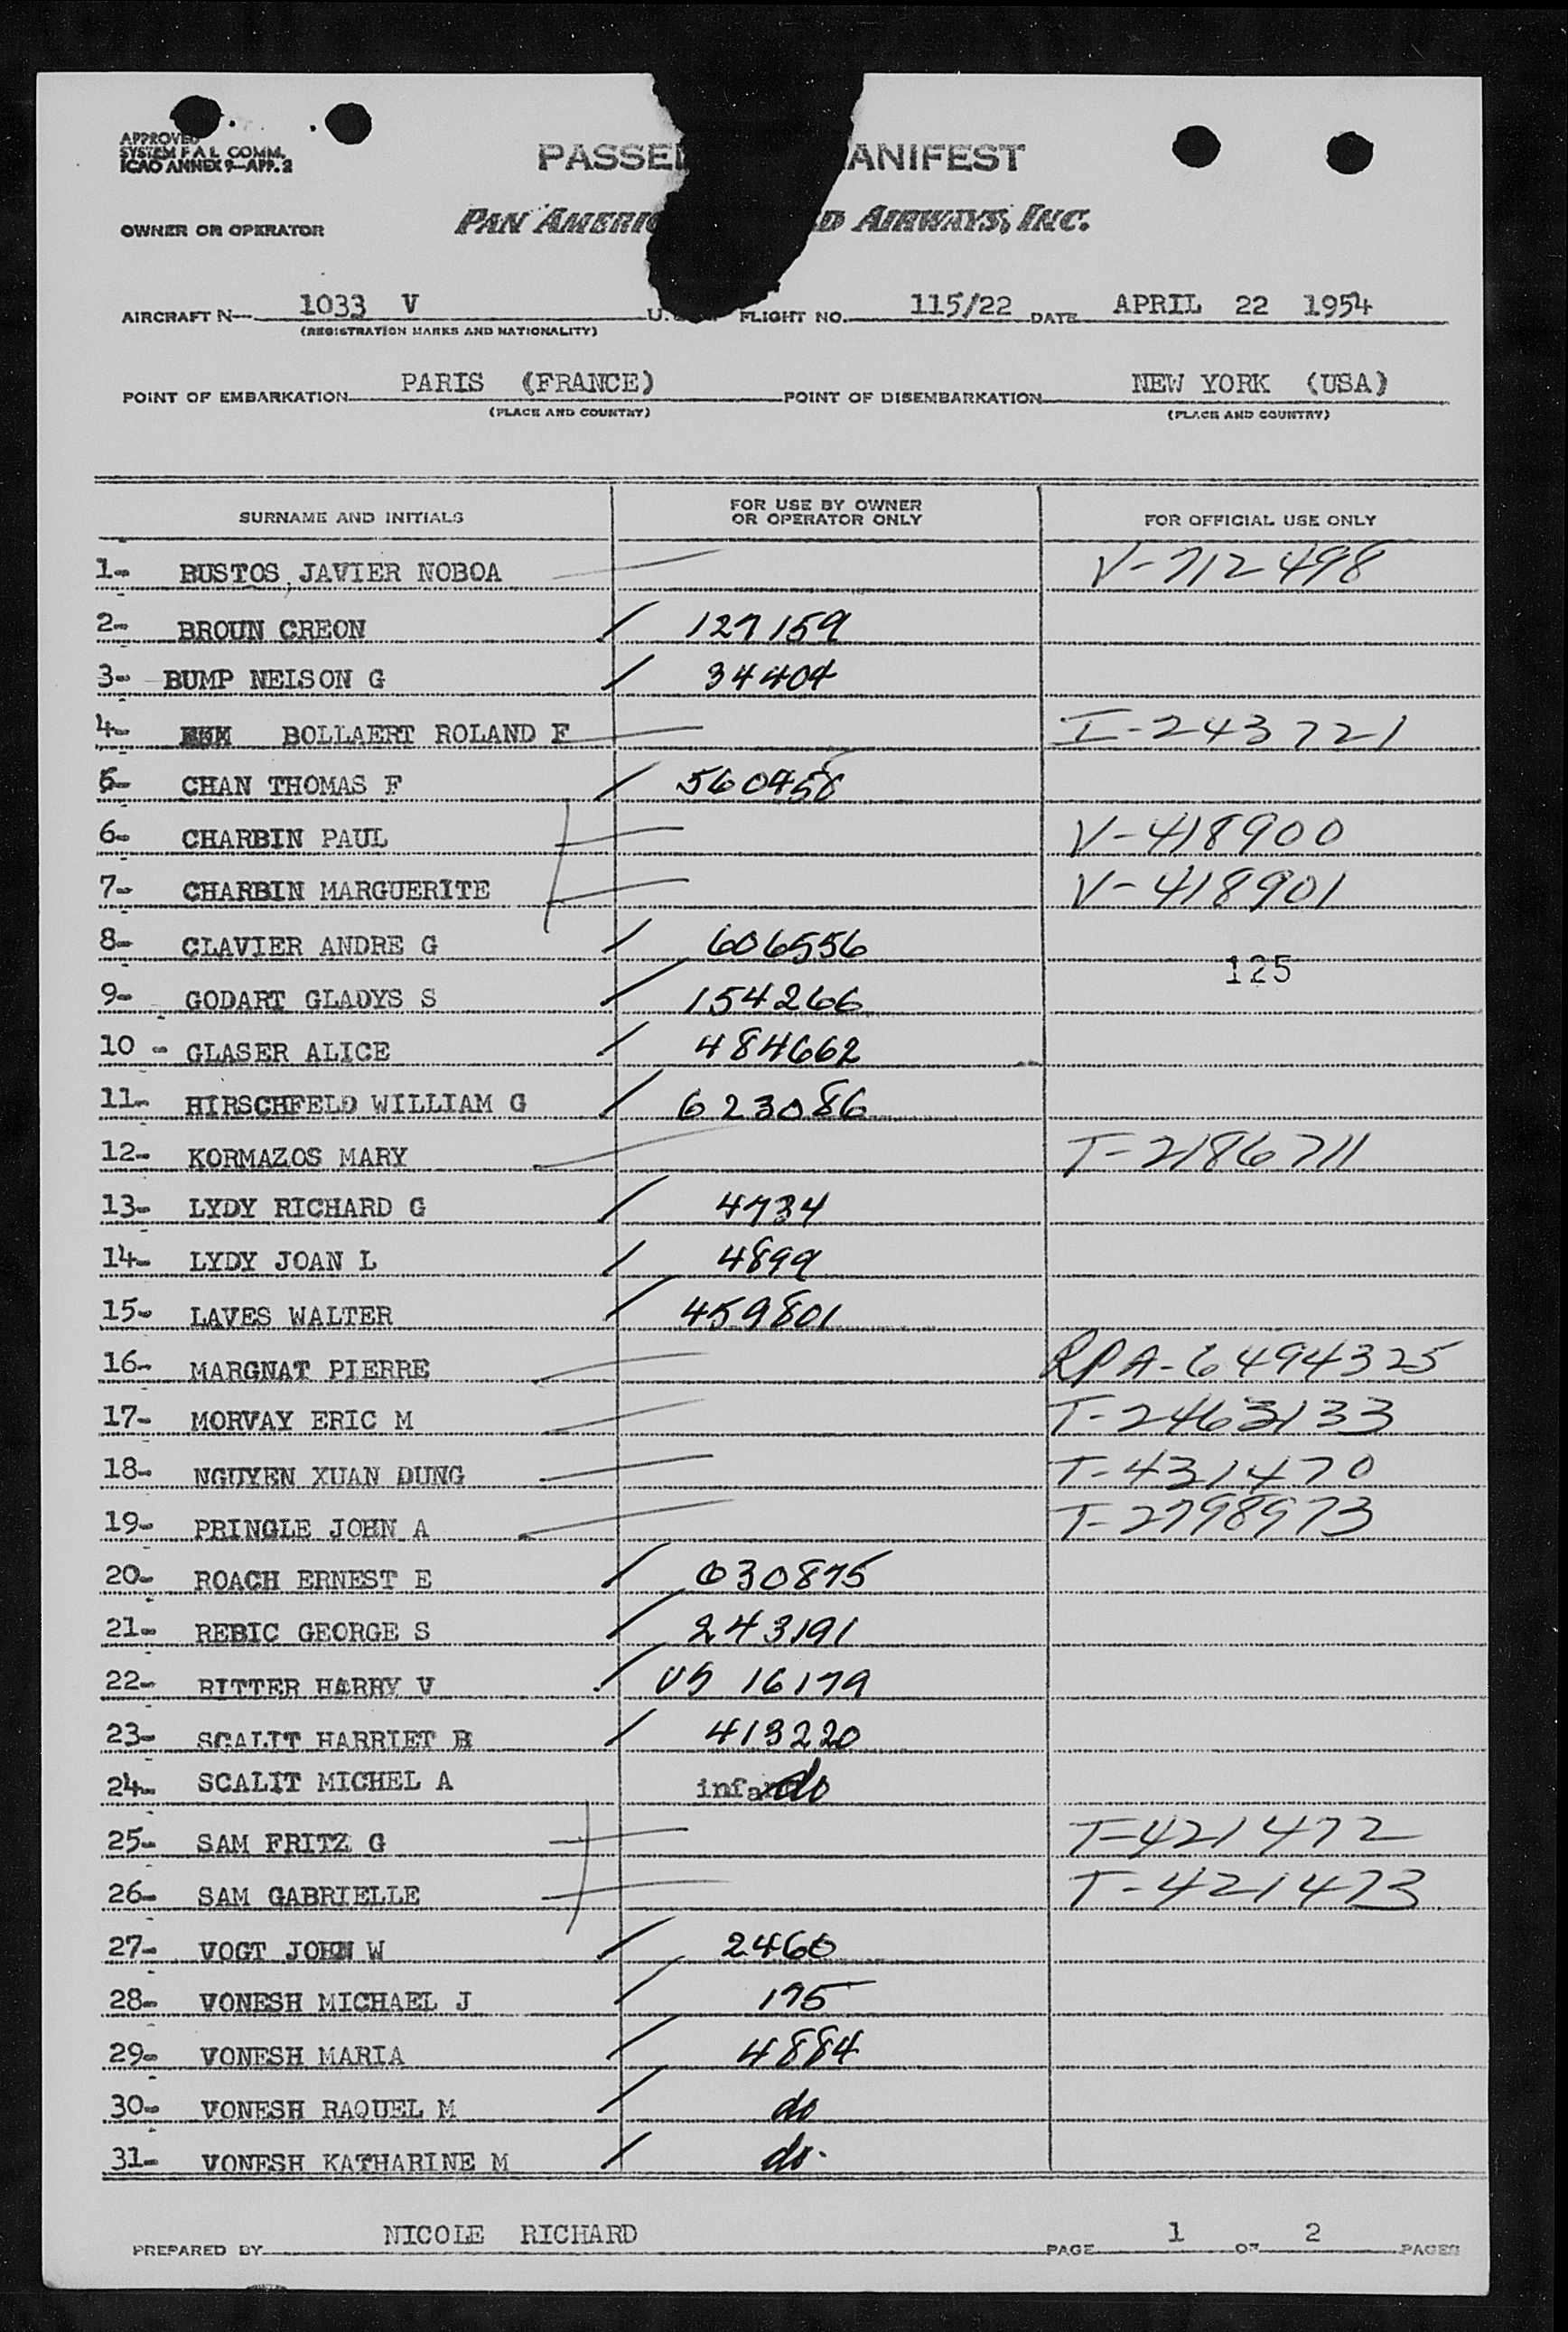 APPROVED
SYSTEM F A L COMM.
ICAO ANNEX 9-APP. 2
PASSE ANIFEST
OWNER OR OPERATOR PAN AMERIC D AIRWAYS, INC.
AIRCRAFT N- 1033 V U. FLIGHT NO. 115/22 DATE APRIL 22 1954
(REGISTRATION MARKS AND NATIONALITY)
POINT OF EMBARKATION PARIS (FRANCE) POINT OF DISEMBARKATION NEW YORK (USA)
(PLACE AND COUNTRY) (PLACE AND COUNTRY)
SURNAME AND INITIALS FOR USE BY OWNER OR OPERATOR ONLY FOR OFFICIAL USE ONLY
1- BUSTOS, JAVIER NOBOA V-712498
2- BROUN CREON / 127159
3- BUMP NELSON G / 34404
4- BOLLAERT ROLAND F I-243721
5- CHAN THOMAS F / 560458
6- CHARBIN PAUL V-418900
7- CHARBIN MARGUERITE V-418901
8- CLAVIER ANDRE G / 606556
125
9- GODART GLADYS S / 154266
10 - GLASER ALICE / 484662
11- HIRSCHFELD WILLIAM G / 623086
12- KORMAZOS MARY T-2186711
13- LYDY RICHARD G / 4734
14- LYDY JOAN L / 4899
15- LAVES WALTER / 459801
16- MARGNAT PIERRE RPA-6494325
17- MORVAY ERIC M T-2463133
18- NGUYEN XUAN DUNG T-431470
19- PRINGLE JOHN A T-2798973
20- ROACH ERNEST E / 630875
21- REBIC GEORGE S / 243191
22- RITTER HARRY V / 16179
23- SCALIT HARRIET B / 413220
24- SCALIT MICHEL A do
25- SAM FRITZ G T-421472
26- SAM GABRIELLE T-421473
27- VOGT JOHN W / 2460
28- VONESH MICHAEL J / 175
29- VONESH MARIA / 4884
30- VONESH RAQUEL M / do
31- VONESH KATHARINE M / do.
PREPARED BY NICOLE RICHARD PAGE 1 OF 2 PAGES